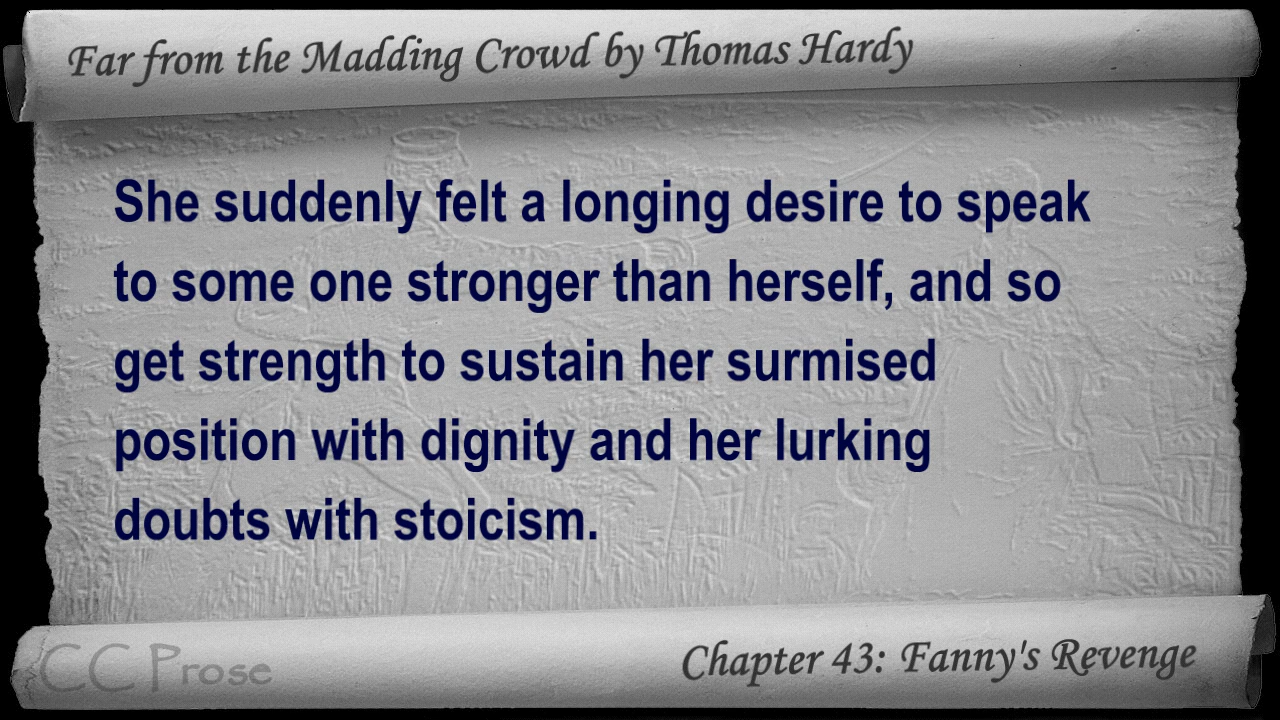 Far from the Madding Crowd by Thomas Hardy
She suddenly felt a longing desire to speak
to some one stronger than herself, and so
get strength to sustain her surmised
position with dignity and her lurking
doubts with stoicism.
CC Prose
Chapter 43: Fanny's Revenge